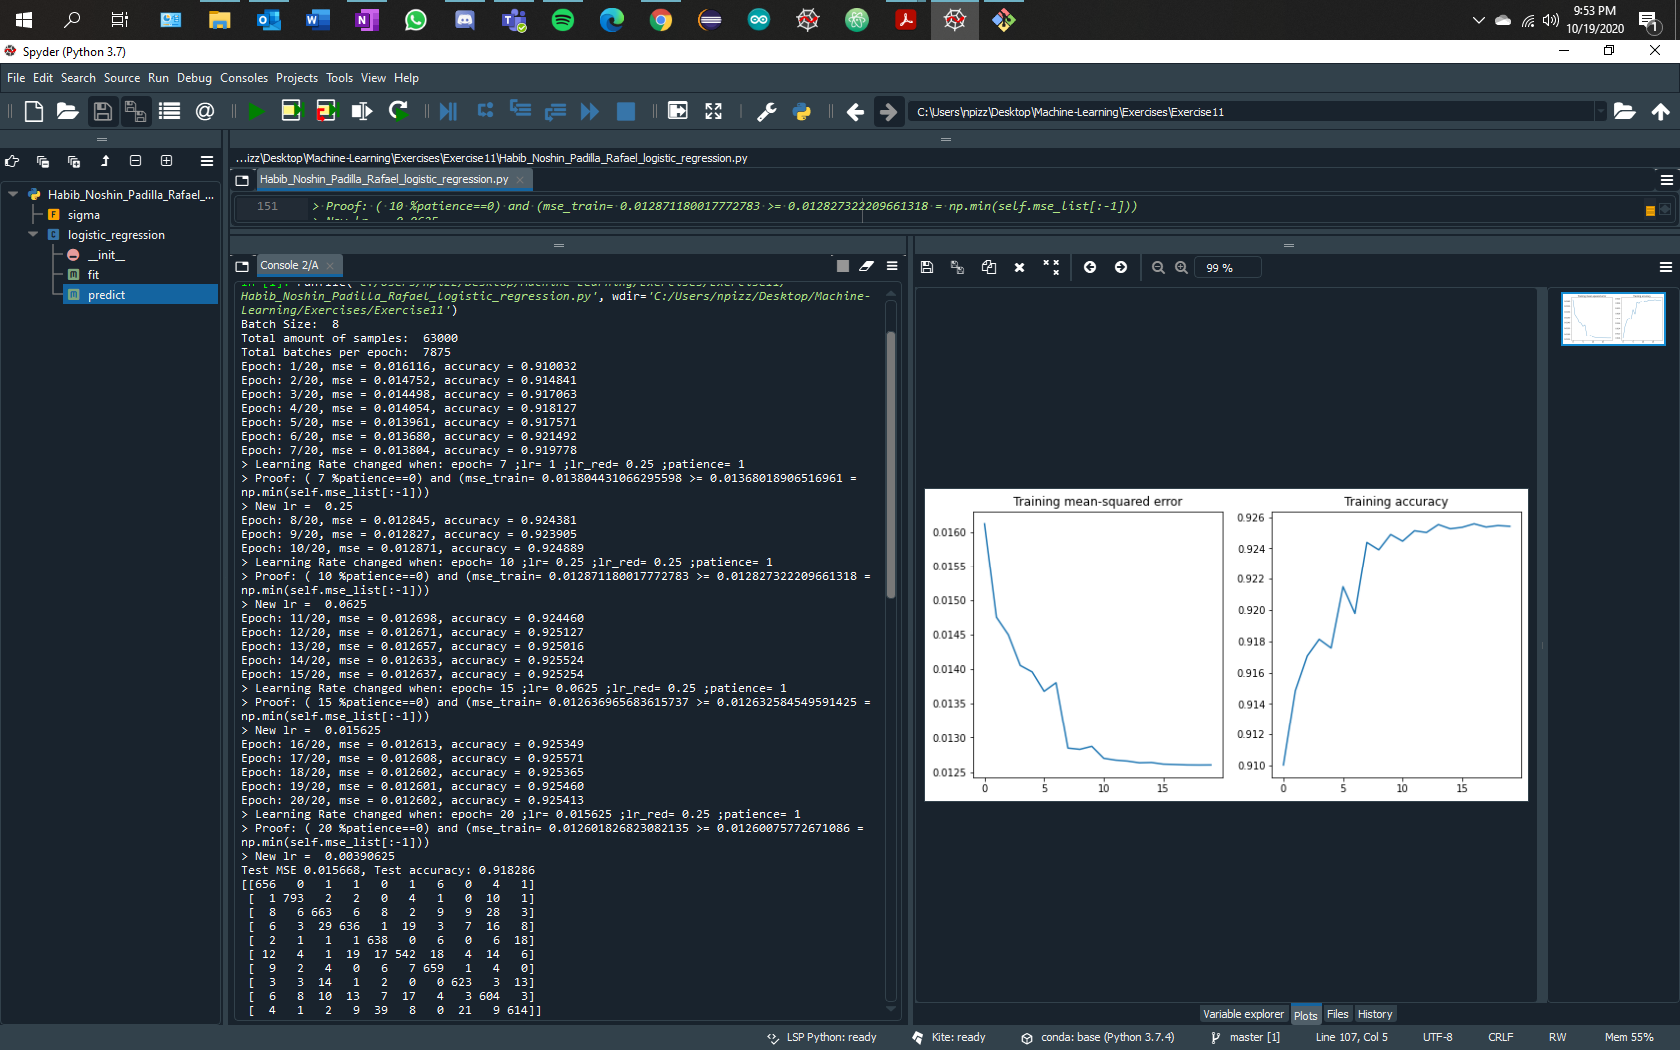 9:53 PM
10/19/2020
1
Spyder (Python 3.7)
File Edit Search Source Run Debug Consoles Projects Tools View Help
C:\Users\npizz\Desktop\Machine-Learning\Exercises\Exercise11
...izz\Desktop\Machine-Learning\Exercises\Exercise11\Habib_Noshin_Padilla_Rafael_logistic_regression.py
Habib_Noshin_Padilla_Rafael_...
sigma
logistic_regression
__init__
fit
predict
Habib_Noshin_Padilla_Rafael_logistic_regression.py
151 > Proof: ( 10 %patience==0) and (mse_train= 0.012871180017772783 >= 0.012827322209661318 = np.min(self.mse_list[:-1]))
> New lr = 0.0625
Console 2/A
In [1]: runfile('C:/Users/npizz/Desktop/Machine-Learning/Exercises/Exercise11/
Habib_Noshin_Padilla_Rafael_logistic_regression.py', wdir='C:/Users/npizz/Desktop/Machine-
Learning/Exercises/Exercise11')
Batch Size:  8
Total amount of samples:  63000
Total batches per epoch:  7875
Epoch: 1/20, mse = 0.016116, accuracy = 0.910032
Epoch: 2/20, mse = 0.014752, accuracy = 0.914841
Epoch: 3/20, mse = 0.014498, accuracy = 0.917063
Epoch: 4/20, mse = 0.014054, accuracy = 0.918127
Epoch: 5/20, mse = 0.013961, accuracy = 0.917571
Epoch: 6/20, mse = 0.013680, accuracy = 0.921492
Epoch: 7/20, mse = 0.013804, accuracy = 0.919778
> Learning Rate changed when: epoch= 7 ;lr= 1 ;lr_red= 0.25 ;patience= 1
> Proof: ( 7 %patience==0) and (mse_train= 0.013804431066295598 >= 0.01368018906516961 =
np.min(self.mse_list[:-1]))
> New lr =  0.25
Epoch: 8/20, mse = 0.012845, accuracy = 0.924381
Epoch: 9/20, mse = 0.012827, accuracy = 0.923905
Epoch: 10/20, mse = 0.012871, accuracy = 0.924889
> Learning Rate changed when: epoch= 10 ;lr= 0.25 ;lr_red= 0.25 ;patience= 1
> Proof: ( 10 %patience==0) and (mse_train= 0.012871180017772783 >= 0.012827322209661318 =
np.min(self.mse_list[:-1]))
> New lr =  0.0625
Epoch: 11/20, mse = 0.012698, accuracy = 0.924460
Epoch: 12/20, mse = 0.012671, accuracy = 0.925127
Epoch: 13/20, mse = 0.012657, accuracy = 0.925016
Epoch: 14/20, mse = 0.012633, accuracy = 0.925524
Epoch: 15/20, mse = 0.012637, accuracy = 0.925254
> Learning Rate changed when: epoch= 15 ;lr= 0.0625 ;lr_red= 0.25 ;patience= 1
> Proof: ( 15 %patience==0) and (mse_train= 0.012636965683615737 >= 0.012632584549591425 =
np.min(self.mse_list[:-1]))
> New lr =  0.015625
Epoch: 16/20, mse = 0.012613, accuracy = 0.925349
Epoch: 17/20, mse = 0.012608, accuracy = 0.925571
Epoch: 18/20, mse = 0.012602, accuracy = 0.925365
Epoch: 19/20, mse = 0.012601, accuracy = 0.925460
Epoch: 20/20, mse = 0.012602, accuracy = 0.925413
> Learning Rate changed when: epoch= 20 ;lr= 0.015625 ;lr_red= 0.25 ;patience= 1
> Proof: ( 20 %patience==0) and (mse_train= 0.012601826823082135 >= 0.01260075772671086 =
np.min(self.mse_list[:-1]))
> New lr =  0.00390625
Test MSE 0.015668, Test accuracy: 0.918286
[[656 0 1 1 0 1 6 0 4 1]
[ 1 793 2 2 0 4 1 0 10 1]
[ 8 6 663 6 8 2 9 9 28 3]
[ 6 3 29 636 1 19 3 7 16 8]
[ 2 1 1 1 638 0 6 0 6 18]
[ 12 4 1 19 17 542 18 4 14 6]
[ 9 2 4 0 6 7 659 1 4 0]
[ 3 3 14 1 2 0 0 623 3 13]
[ 6 8 10 13 7 17 4 3 604 3]
[ 4 1 2 9 39 8 0 21 9 614]]
99 %
Training mean-squared error
0.0160
0.0155
0.0150
0.0145
0.0140
0.0135
0.0130
0.0125
0 5 10 15
Training accuracy
0.926
0.924
0.922
0.920
0.918
0.916
0.914
0.912
0.910
0 5 10 15
Variable explorer Plots Files History
LSP Python: ready Kite: ready conda: base (Python 3.7.4) master [1] Line 107, Col 5 UTF-8 CRLF RW Mem 55%